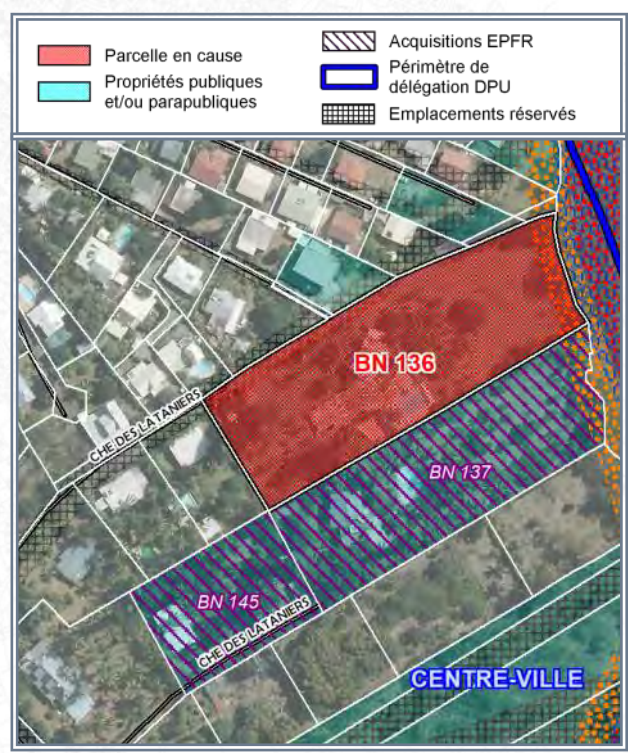 Parcelle en cause
Propriétés publiques
et/ou parapubliques
Acquisitions EPFR
Périmètre de
délégation DPU
Emplacements réservés
BN 136
CHE DES LATANIERS
BN 137
BN 145
CHE DES LATANIERS
CENTRE-VILLE